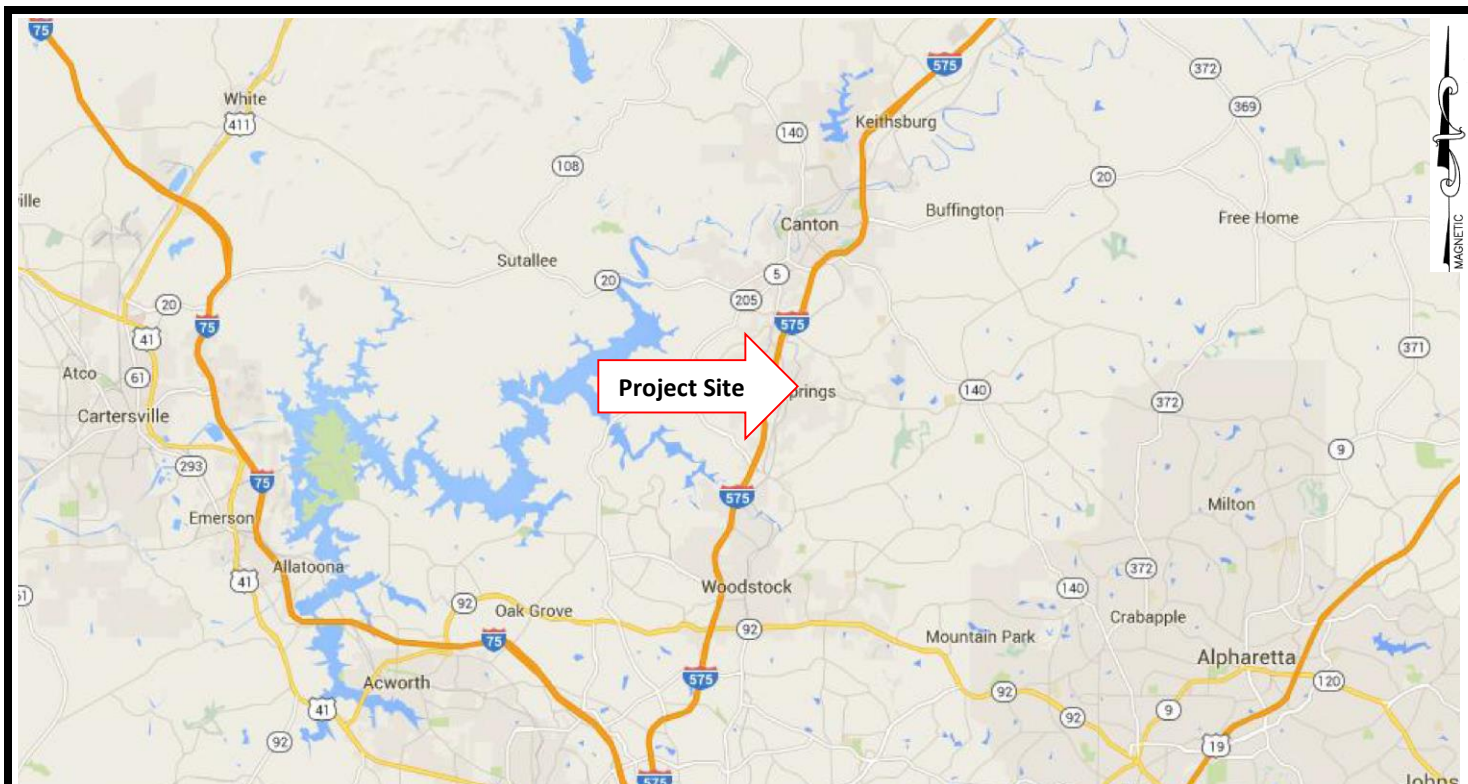 75
575
372
White
411
369
Keithsburg
140
108
20
ville
Buffington
Free Home
Canton
MAGNETIC
Sutallee
5
20
205
20
75
575
41
371
Atco
61
Project Site
prings
140
372
Cartersville
9
293
75
575
Milton
Emerson
Allatoona
41
372
Woodstock
140
92
Oak Grove
Crabapple
92
75
Mountain Park
Alpharetta
575
120
Acworth
92
41
9
92
92
19
575
Johns